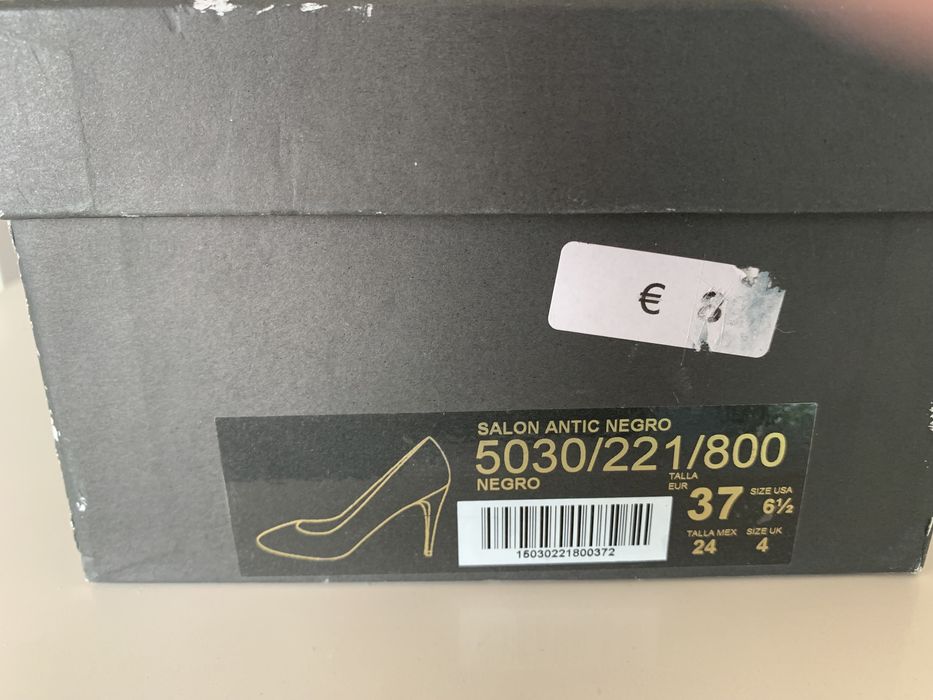 €
SALON ANTIC NEGRO
5030/221/800
NEGRO
TALLA
EUR 37
SIZE USA
6½
TALLA MEX
24
SIZE UK
4
15030221800372